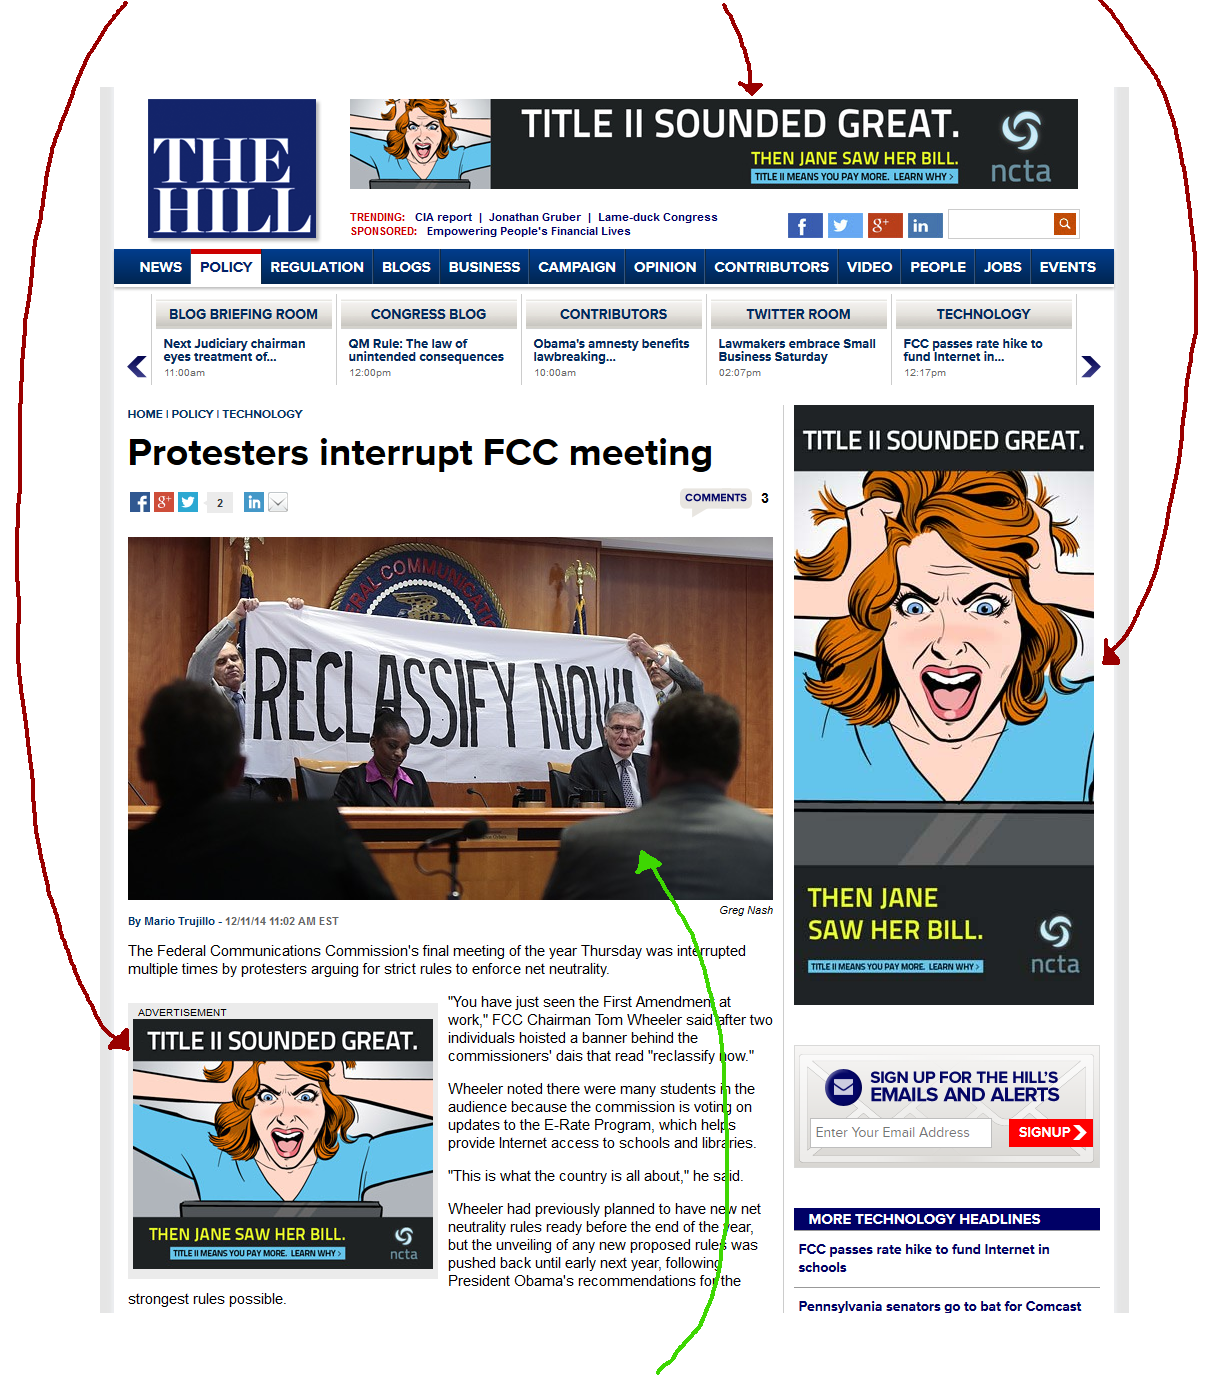 THE
HILL
TITLE II SOUNDED GREAT.
THEN JANE SAW HER BILL.
TITLE II MEANS YOU PAY MORE. LEARN WHY >
ncta
TRENDING: CIA report | Jonathan Gruber | Lame-duck Congress
SPONSORED: Empowering People's Financial Lives
f
g+
in
NEWS POLICY REGULATION BLOGS BUSINESS CAMPAIGN OPINION CONTRIBUTORS VIDEO PEOPLE JOBS EVENTS
BLOG BRIEFING ROOM
Next Judiciary chairman
eyes treatment of...
11:00am
CONGRESS BLOG
QM Rule: The law of
unintended consequences
12:00pm
CONTRIBUTORS
Obama's amnesty benefits
lawbreaking...
10:00am
TWITTER ROOM
Lawmakers embrace Small
Business Saturday
02:07pm
TECHNOLOGY
FCC passes rate hike to
fund Internet in...
12:17pm
HOME | POLICY | TECHNOLOGY
Protesters interrupt FCC meeting
f
g+
2
in
COMMENTS 3
FEDERAL COMMUNICATIONS
RECLASSIFY NOW!
Greg Nash
By Mario Trujillo - 12/11/14 11:02 AM EST
The Federal Communications Commission's final meeting of the year Thursday was interrupted
multiple times by protesters arguing for strict rules to enforce net neutrality.
ADVERTISEMENT
TITLE II SOUNDED GREAT.
THEN JANE SAW HER BILL.
TITLE II MEANS YOU PAY MORE. LEARN WHY >
ncta
"You have just seen the First Amendment at
work," FCC Chairman Tom Wheeler said after two
individuals hoisted a banner behind the
commissioners' dais that read "reclassify now."
Wheeler noted there were many students in the
audience because the commission is voting on
updates to the E-Rate Program, which helps
provide Internet access to schools and libraries.
"This is what the country is all about," he said.
Wheeler had previously planned to have new net
neutrality rules ready before the end of the year,
but the unveiling of any new proposed rules was
pushed back until early next year, following
President Obama's recommendations for the
strongest rules possible.
TITLE II SOUNDED GREAT.
THEN JANE
SAW HER BILL.
TITLE II MEANS YOU PAY MORE. LEARN WHY >
ncta
SIGN UP FOR THE HILL'S
EMAILS AND ALERTS
Enter Your Email Address
SIGNUP
MORE TECHNOLOGY HEADLINES
FCC passes rate hike to fund Internet in
schools
Pennsylvania senators go to bat for Comcast